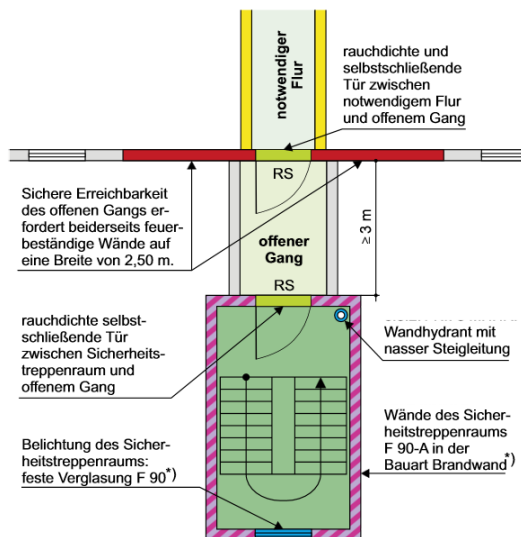 notwendiger
Flur
rauchdichte und
selbstschließende
Tür zwischen
notwendigem Flur
und offenem Gang
RS
Sichere Erreichbarkeit
des offenen Gangs er-
fordert beiderseits feuer-
beständige Wände auf
eine Breite von 2,50 m.
offener
Gang
≥ 3 m
RS
rauchdichte selbst-
schließende Tür
zwischen Sicherheits-
treppenraum und
offenem Gang
Wandhydrant mit
nasser Steigleitung
Belichtung des Sicher-
heitstreppenraums:
feste Verglasung F 90*)
Wände des Sicher-
heitstreppenraums
F 90-A in der
Bauart Brandwand*)